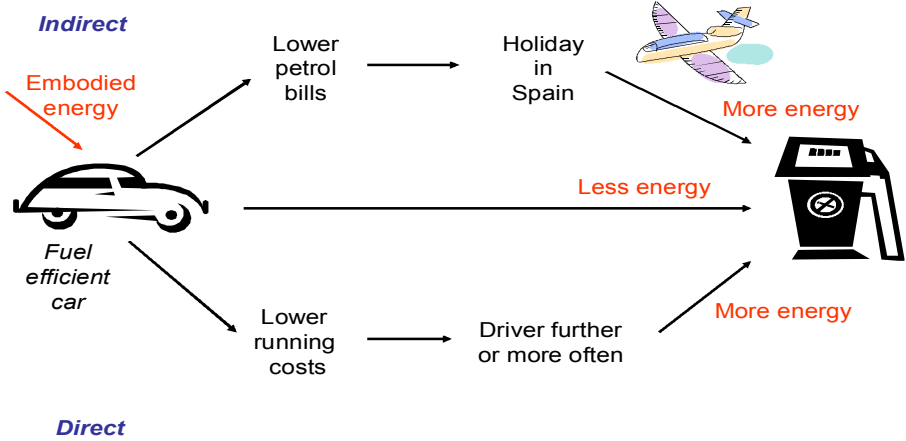 Indirect
Embodied
energy
Lower
petrol
bills
Holiday
in
Spain
More energy
Less energy
Fuel
efficient
car
Lower
running
costs
Driver further
or more often
More energy
Direct